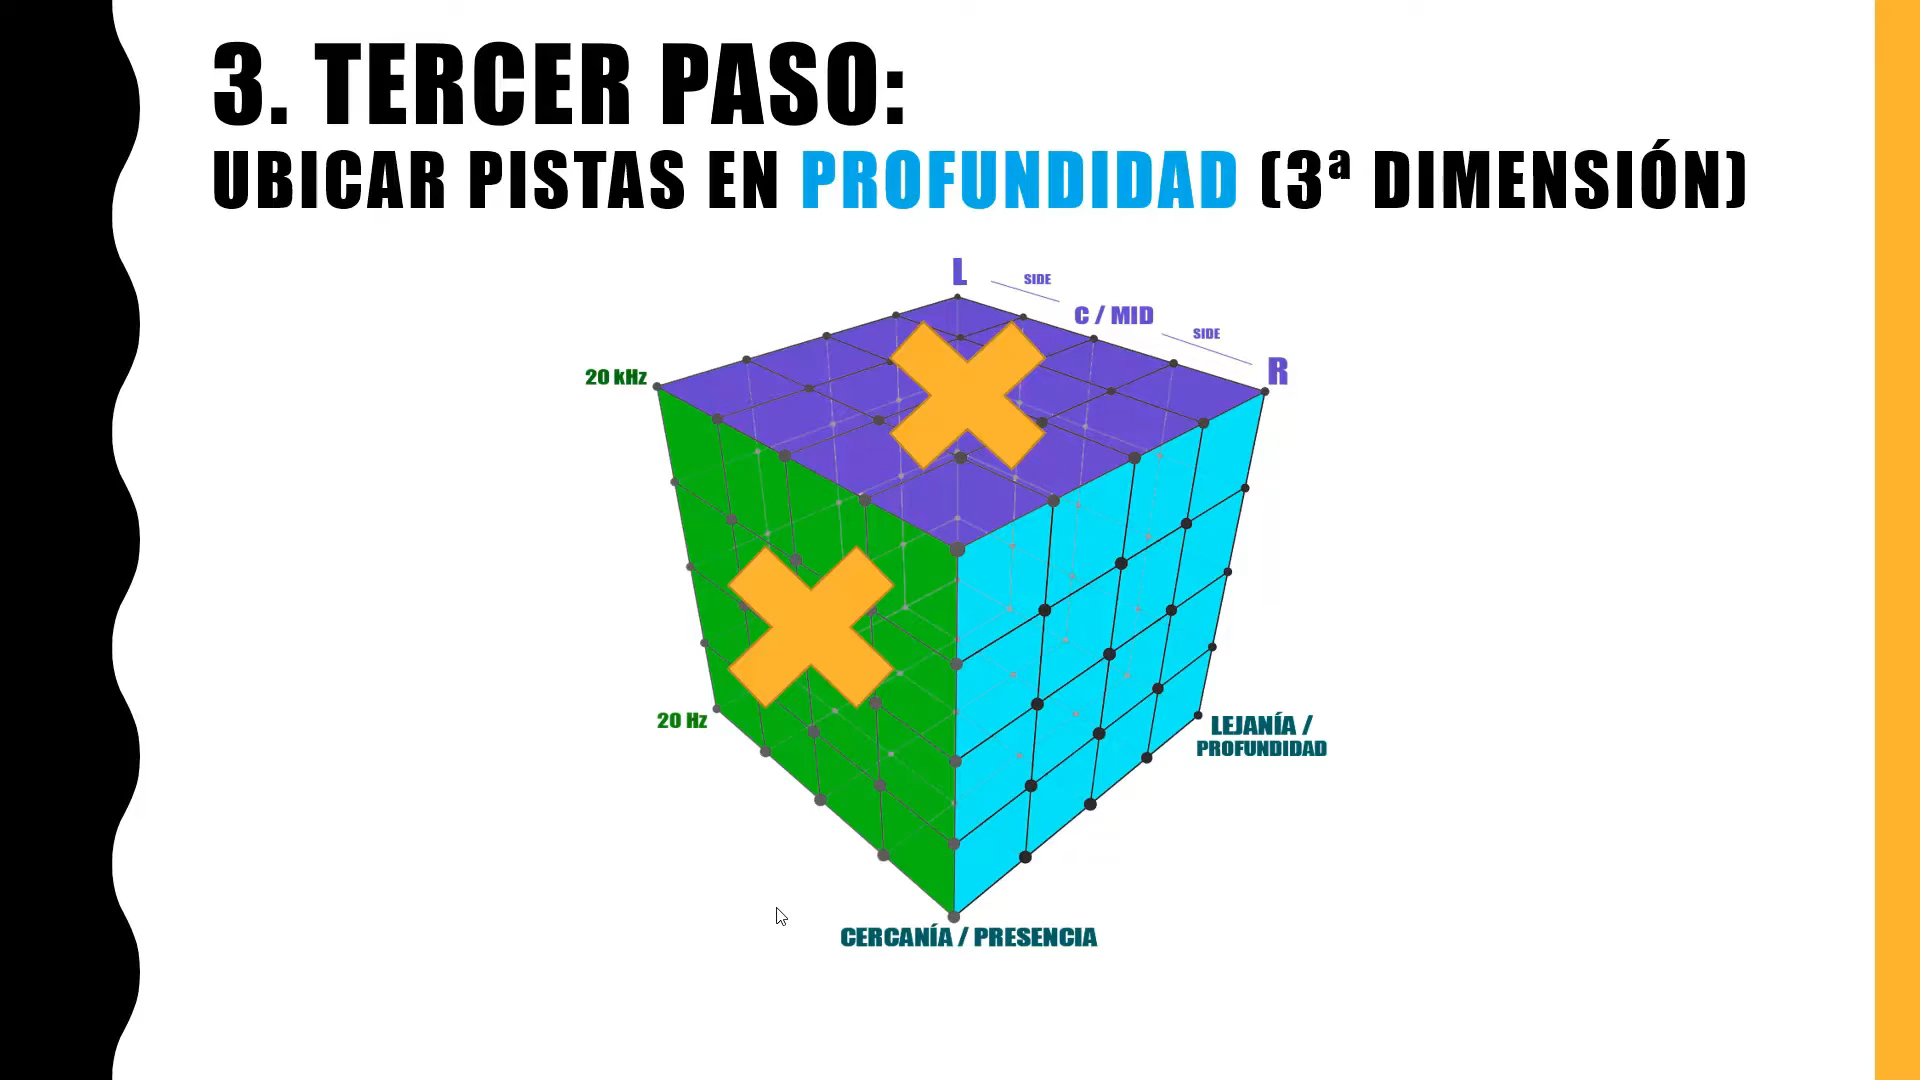 3. TERCER PASO:
UBICAR PISTAS EN PROFUNDIDAD (3ª DIMENSIÓN)
L
SIDE
C / MID
SIDE
R
20 kHz
20 Hz
LEJANÍA /
PROFUNDIDAD
CERCANÍA / PRESENCIA